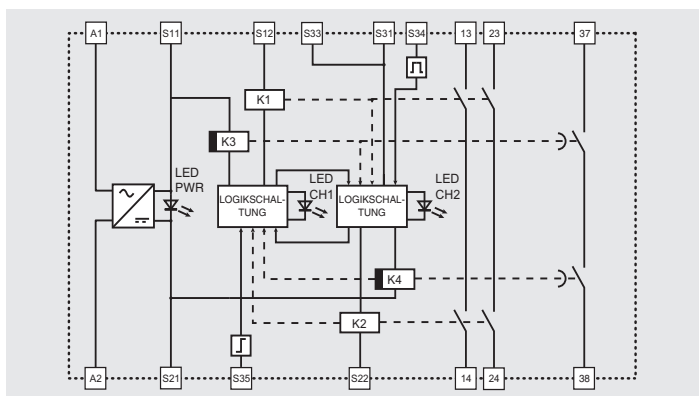 A1 S11 S12 S33 S31 S34 13 23 37
K1
K3
LED
PWR
LED
CH1
LED
CH2
LOGIKSCHAL-
TUNG
LOGIKSCHAL-
TUNG
K4
K2
A2 S21 S35 S22 14 24 38